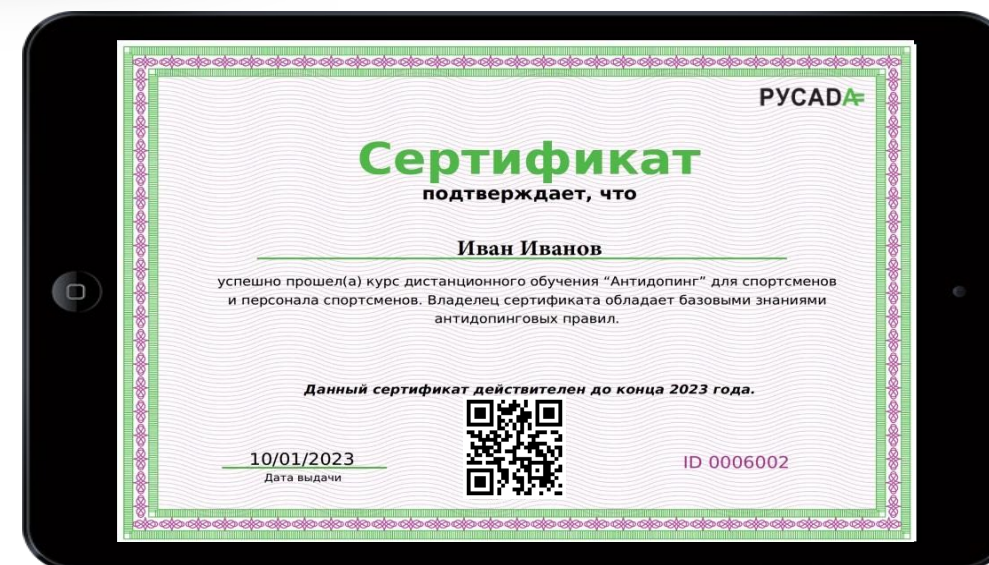 РУСАDA
Сертификат
подтверждает, что
Иван Иванов
успешно прошел(а) курс дистанционного обучения “Антидопинг” для спортсменов
и персонала спортсменов. Владелец сертификата обладает базовыми знаниями
антидопинговых правил.
Данный сертификат действителен до конца 2023 года.
10/01/2023
Дата выдачи
ID 0006002